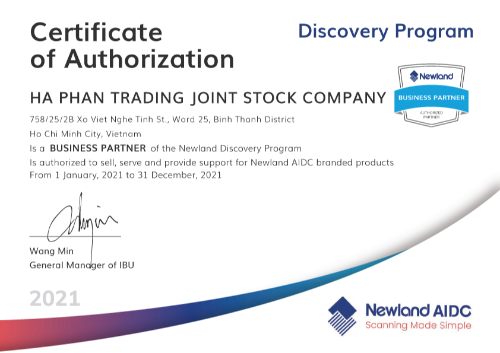 Certificate
of Authorization
Discovery Program
Newland
BUSINESS PARTNER
AUTHORIZED
PARTNER
HA PHAN TRADING JOINT STOCK COMPANY
758/25/2B Xo Viet Nghe Tinh St., Ward 25, Binh Thanh District
Ho Chi Minh City, Vietnam
Is a BUSINESS PARTNER of the Newland Discovery Program
Is authorized to sell, serve and provide support for Newland AIDC branded products
From 1 January, 2021 to 31 December, 2021
Wang Min
General Manager of IBU
2021
Newland AIDC
Scanning Made Simple